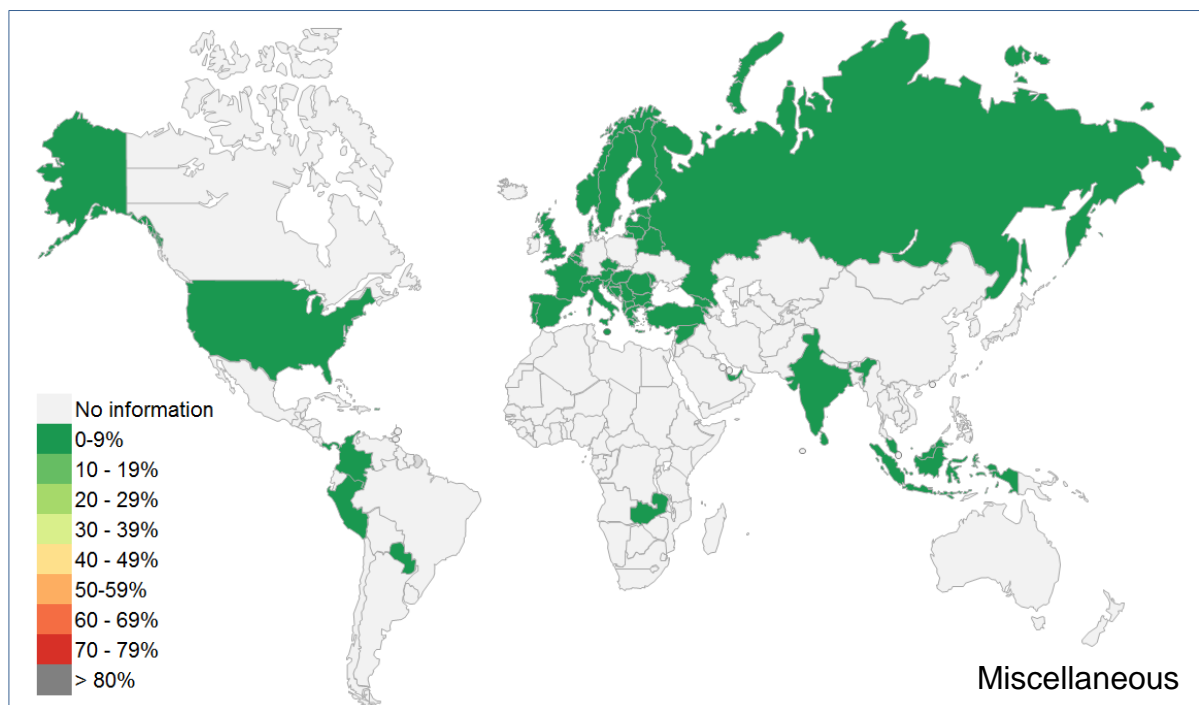 No information
0-9%
10 - 19%
20 - 29%
30 - 39%
40 - 49%
50-59%
60 - 69%
70 - 79%
> 80%
Miscellaneous